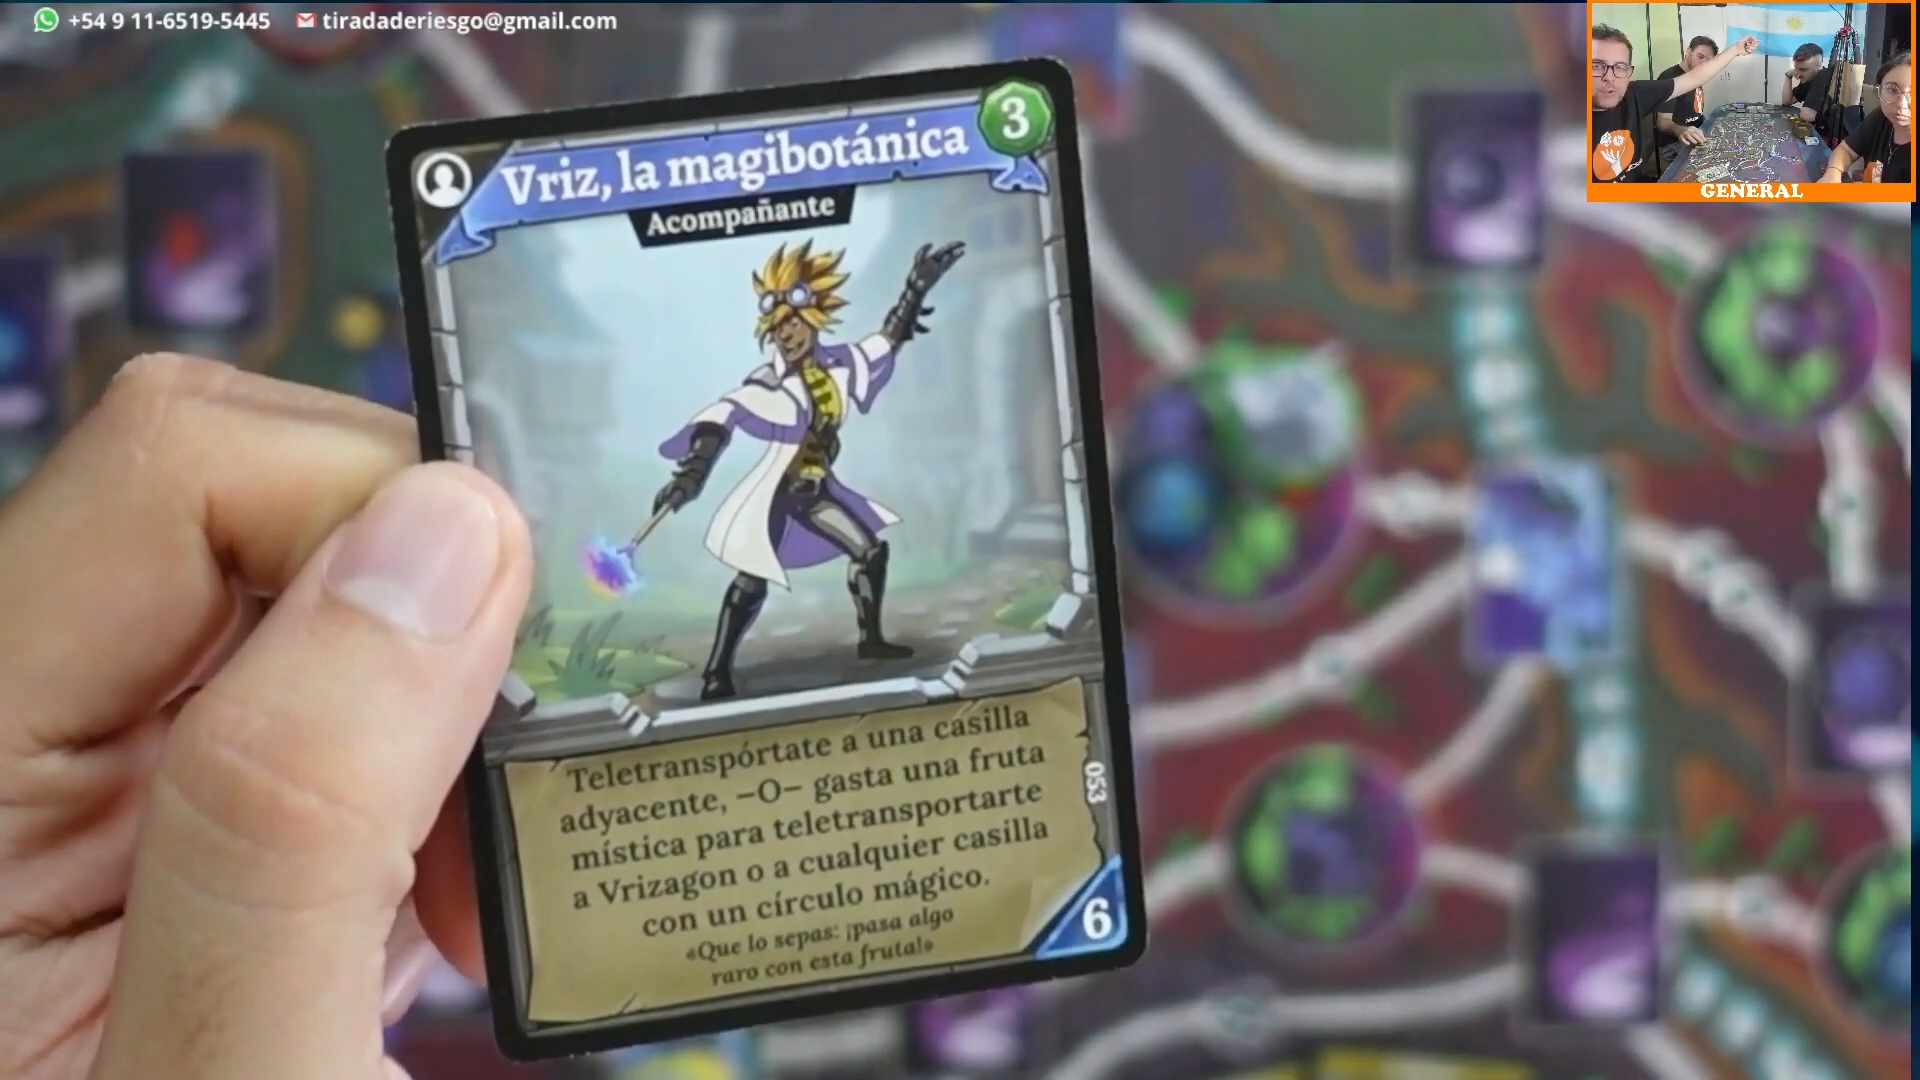 +54 9 11-6519-5445 tiradaderiesgo@gmail.com
GENERAL
3
Vriz, la magibotánica
Acompañante
Teletranspórtate a una casilla
adyacente, –O– gasta una fruta
mística para teletransportarte
a Vrizagon o a cualquier casilla
con un círculo mágico.
«Que lo sepas: ¡pasa algo
raro con esta fruta!»
053
6